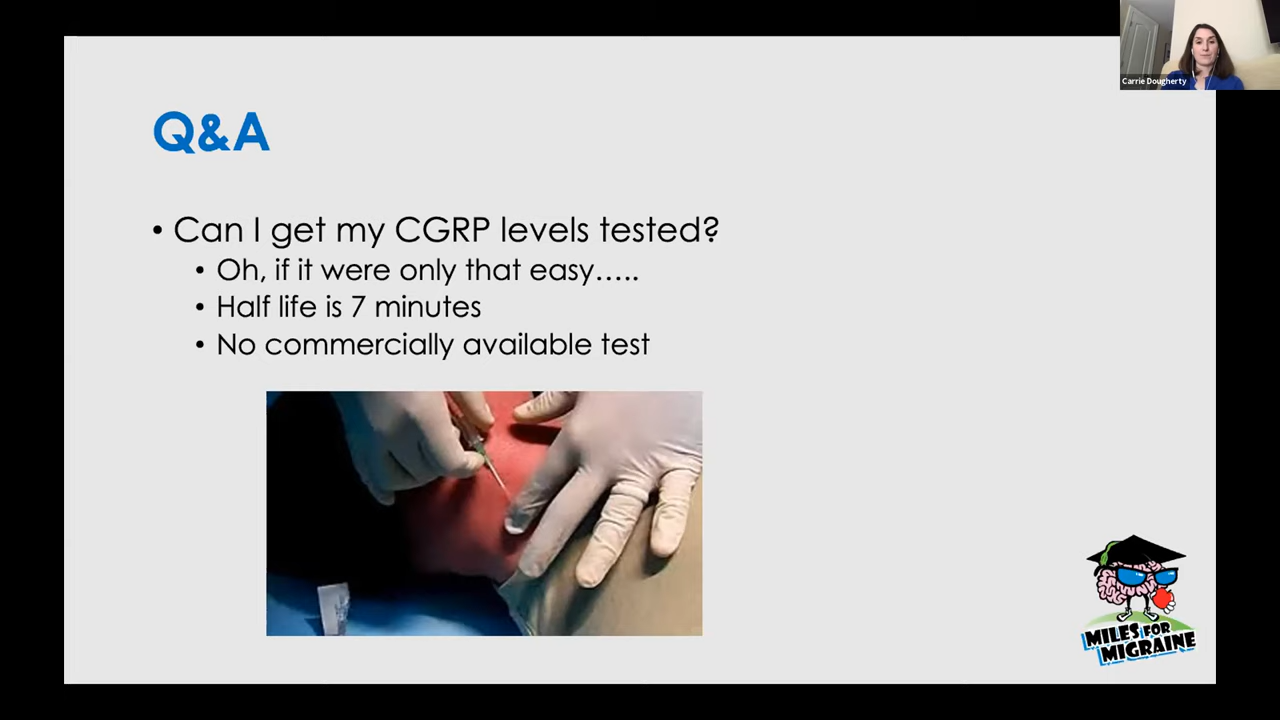 Carrie Dougherty
Q&A
• Can I get my CGRP levels tested?
• Oh, if it were only that easy.....
• Half life is 7 minutes
• No commercially available test
MILES FOR
MIGRAINE